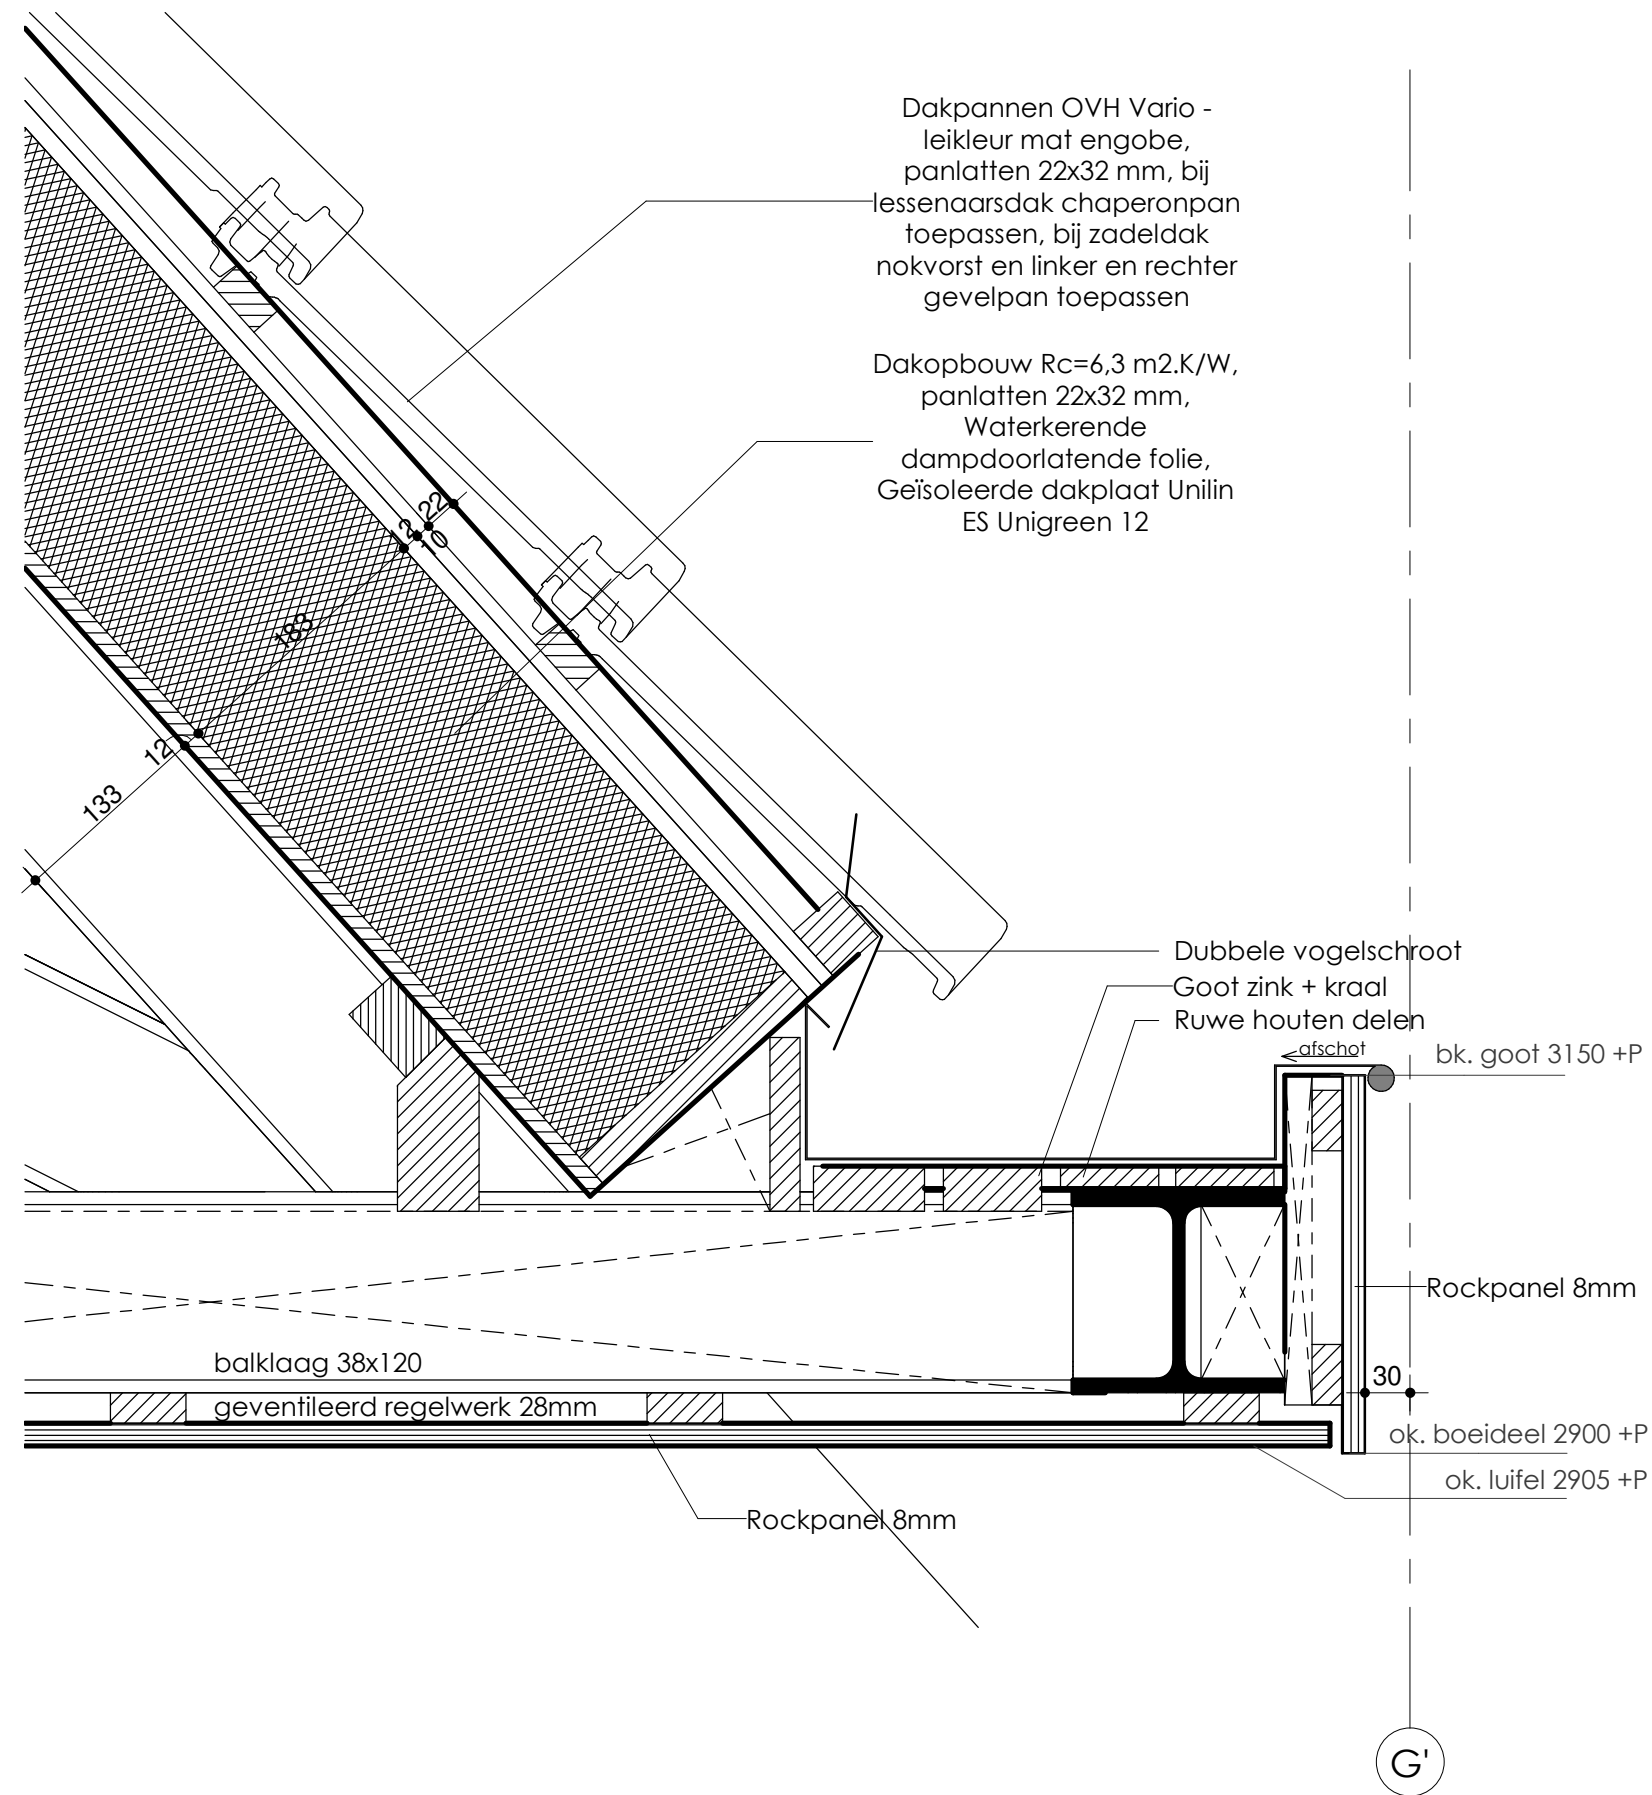 Dakpannen OVH Vario -
leikleur mat engobe,
panlatten 22x32 mm, bij
lessenaarsdak chaperonpan
toepassen, bij zadeldak
nokvorst en linker en rechter
gevelpan toepassen
Dakopbouw Rc=6,3 m2.K/W,
panlatten 22x32 mm,
Waterkerende
dampdoorlatende folie,
Geïsoleerde dakplaat Unilin
ES Unigreen 12
22
12
10
183
12
133
Dubbele vogelschroot
Goot zink + kraal
Ruwe houten delen
afschot
bk. goot 3150 +P
Rockpanel 8mm
balklaag 38x120
30
geventileerd regelwerk 28mm
ok. boeideel 2900 +P
ok. luifel 2905 +P
Rockpanel 8mm
G'